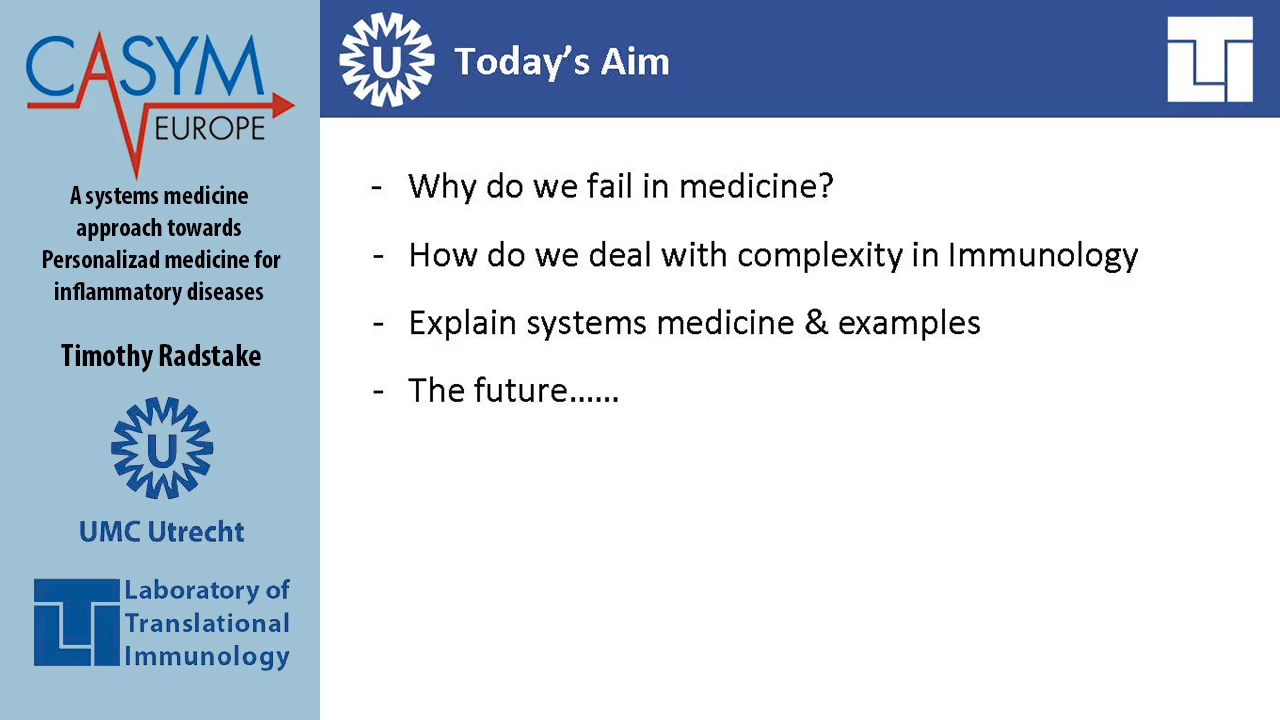 CASYM
EUROPE
A systems medicine
approach towards
Personalizad medicine for
inflammatory diseases
Timothy Radstake
U
UMC Utrecht
LTI
Laboratory of
Translational
Immunology
U
Today's Aim
LTI
- Why do we fail in medicine?
- How do we deal with complexity in Immunology
- Explain systems medicine & examples
- The future......